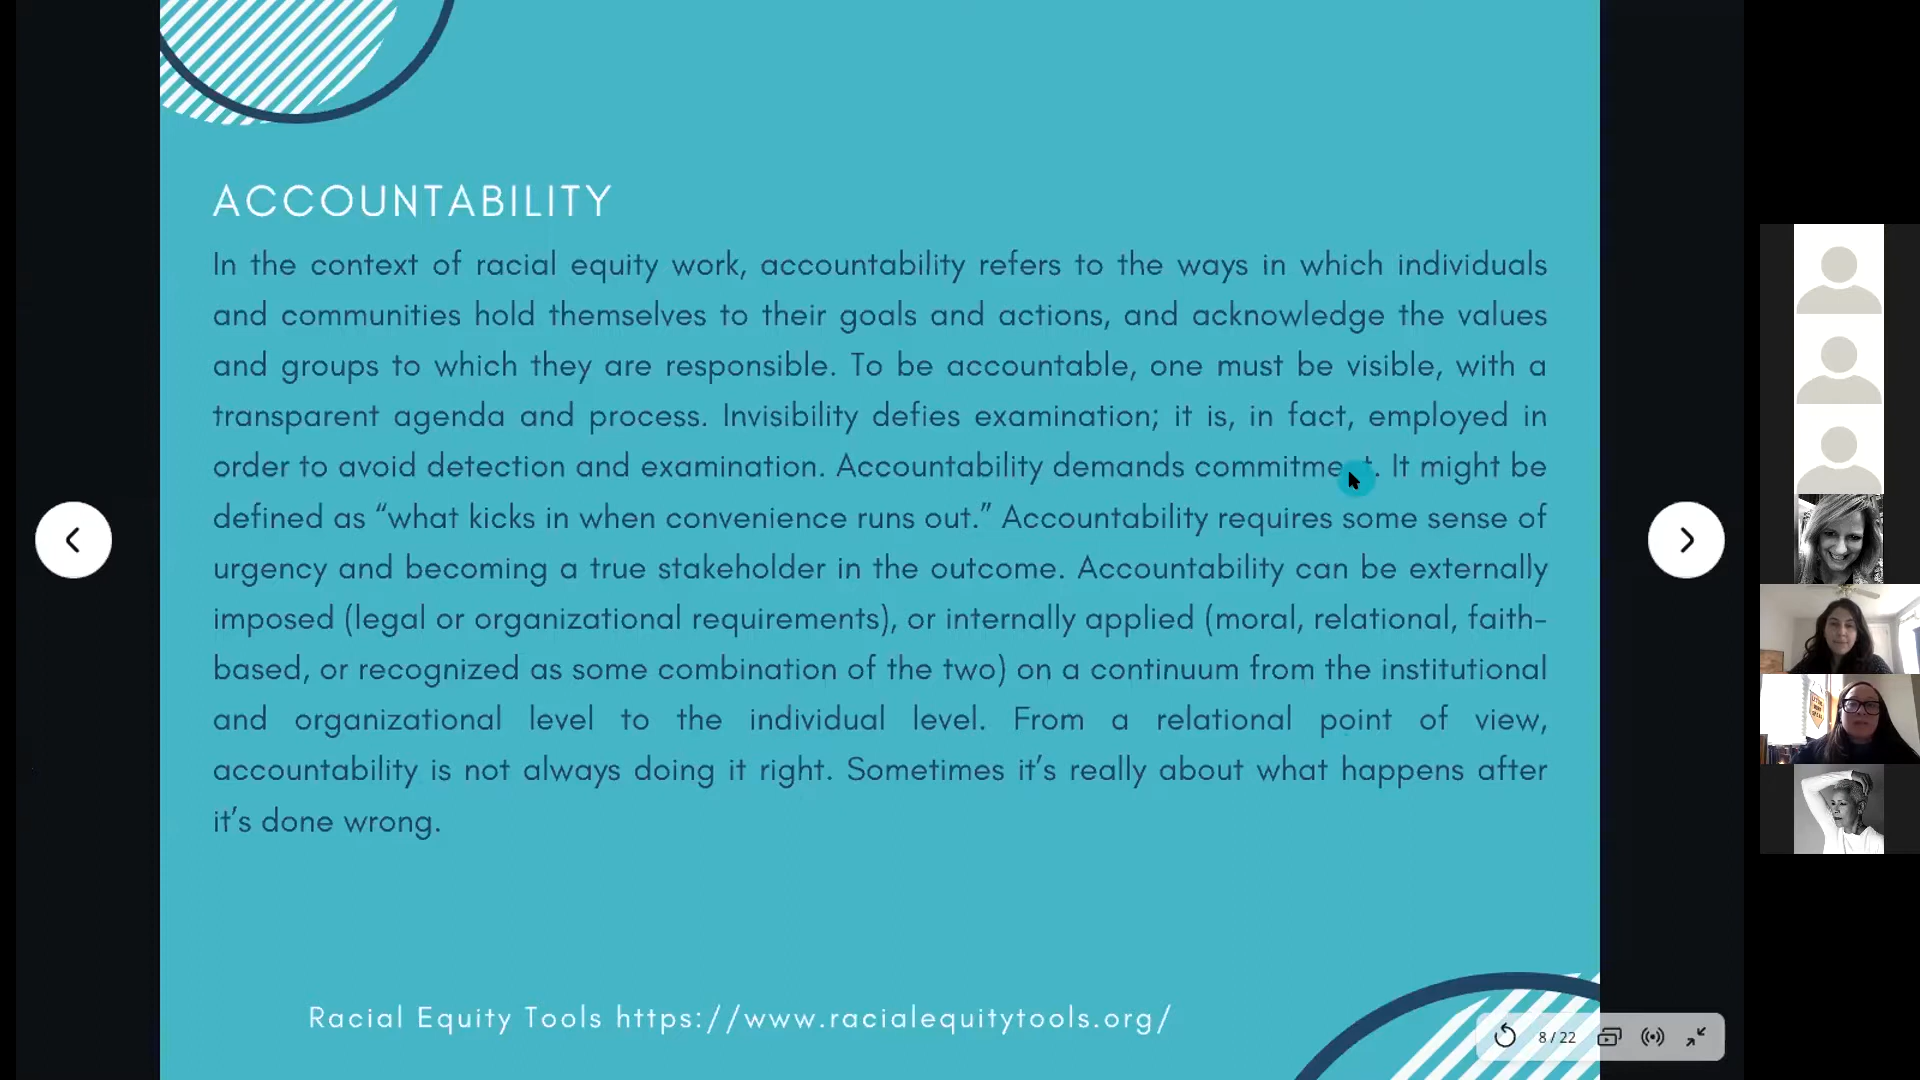 ACCOUNTABILITY
In the context of racial equity work, accountability refers to the ways in which individuals
and communities hold themselves to their goals and actions, and acknowledge the values
and groups to which they are responsible. To be accountable, one must be visible, with a
transparent agenda and process. Invisibility defies examination; it is, in fact, employed in
order to avoid detection and examination. Accountability demands commitment. It might be
defined as “what kicks in when convenience runs out.” Accountability requires some sense of
urgency and becoming a true stakeholder in the outcome. Accountability can be externally
imposed (legal or organizational requirements), or internally applied (moral, relational, faith-
based, or recognized as some combination of the two) on a continuum from the institutional
and organizational level to the individual level. From a relational point of view,
accountability is not always doing it right. Sometimes it’s really about what happens after
it’s done wrong.
Racial Equity Tools https://www.racialequitytools.org/
8 / 22